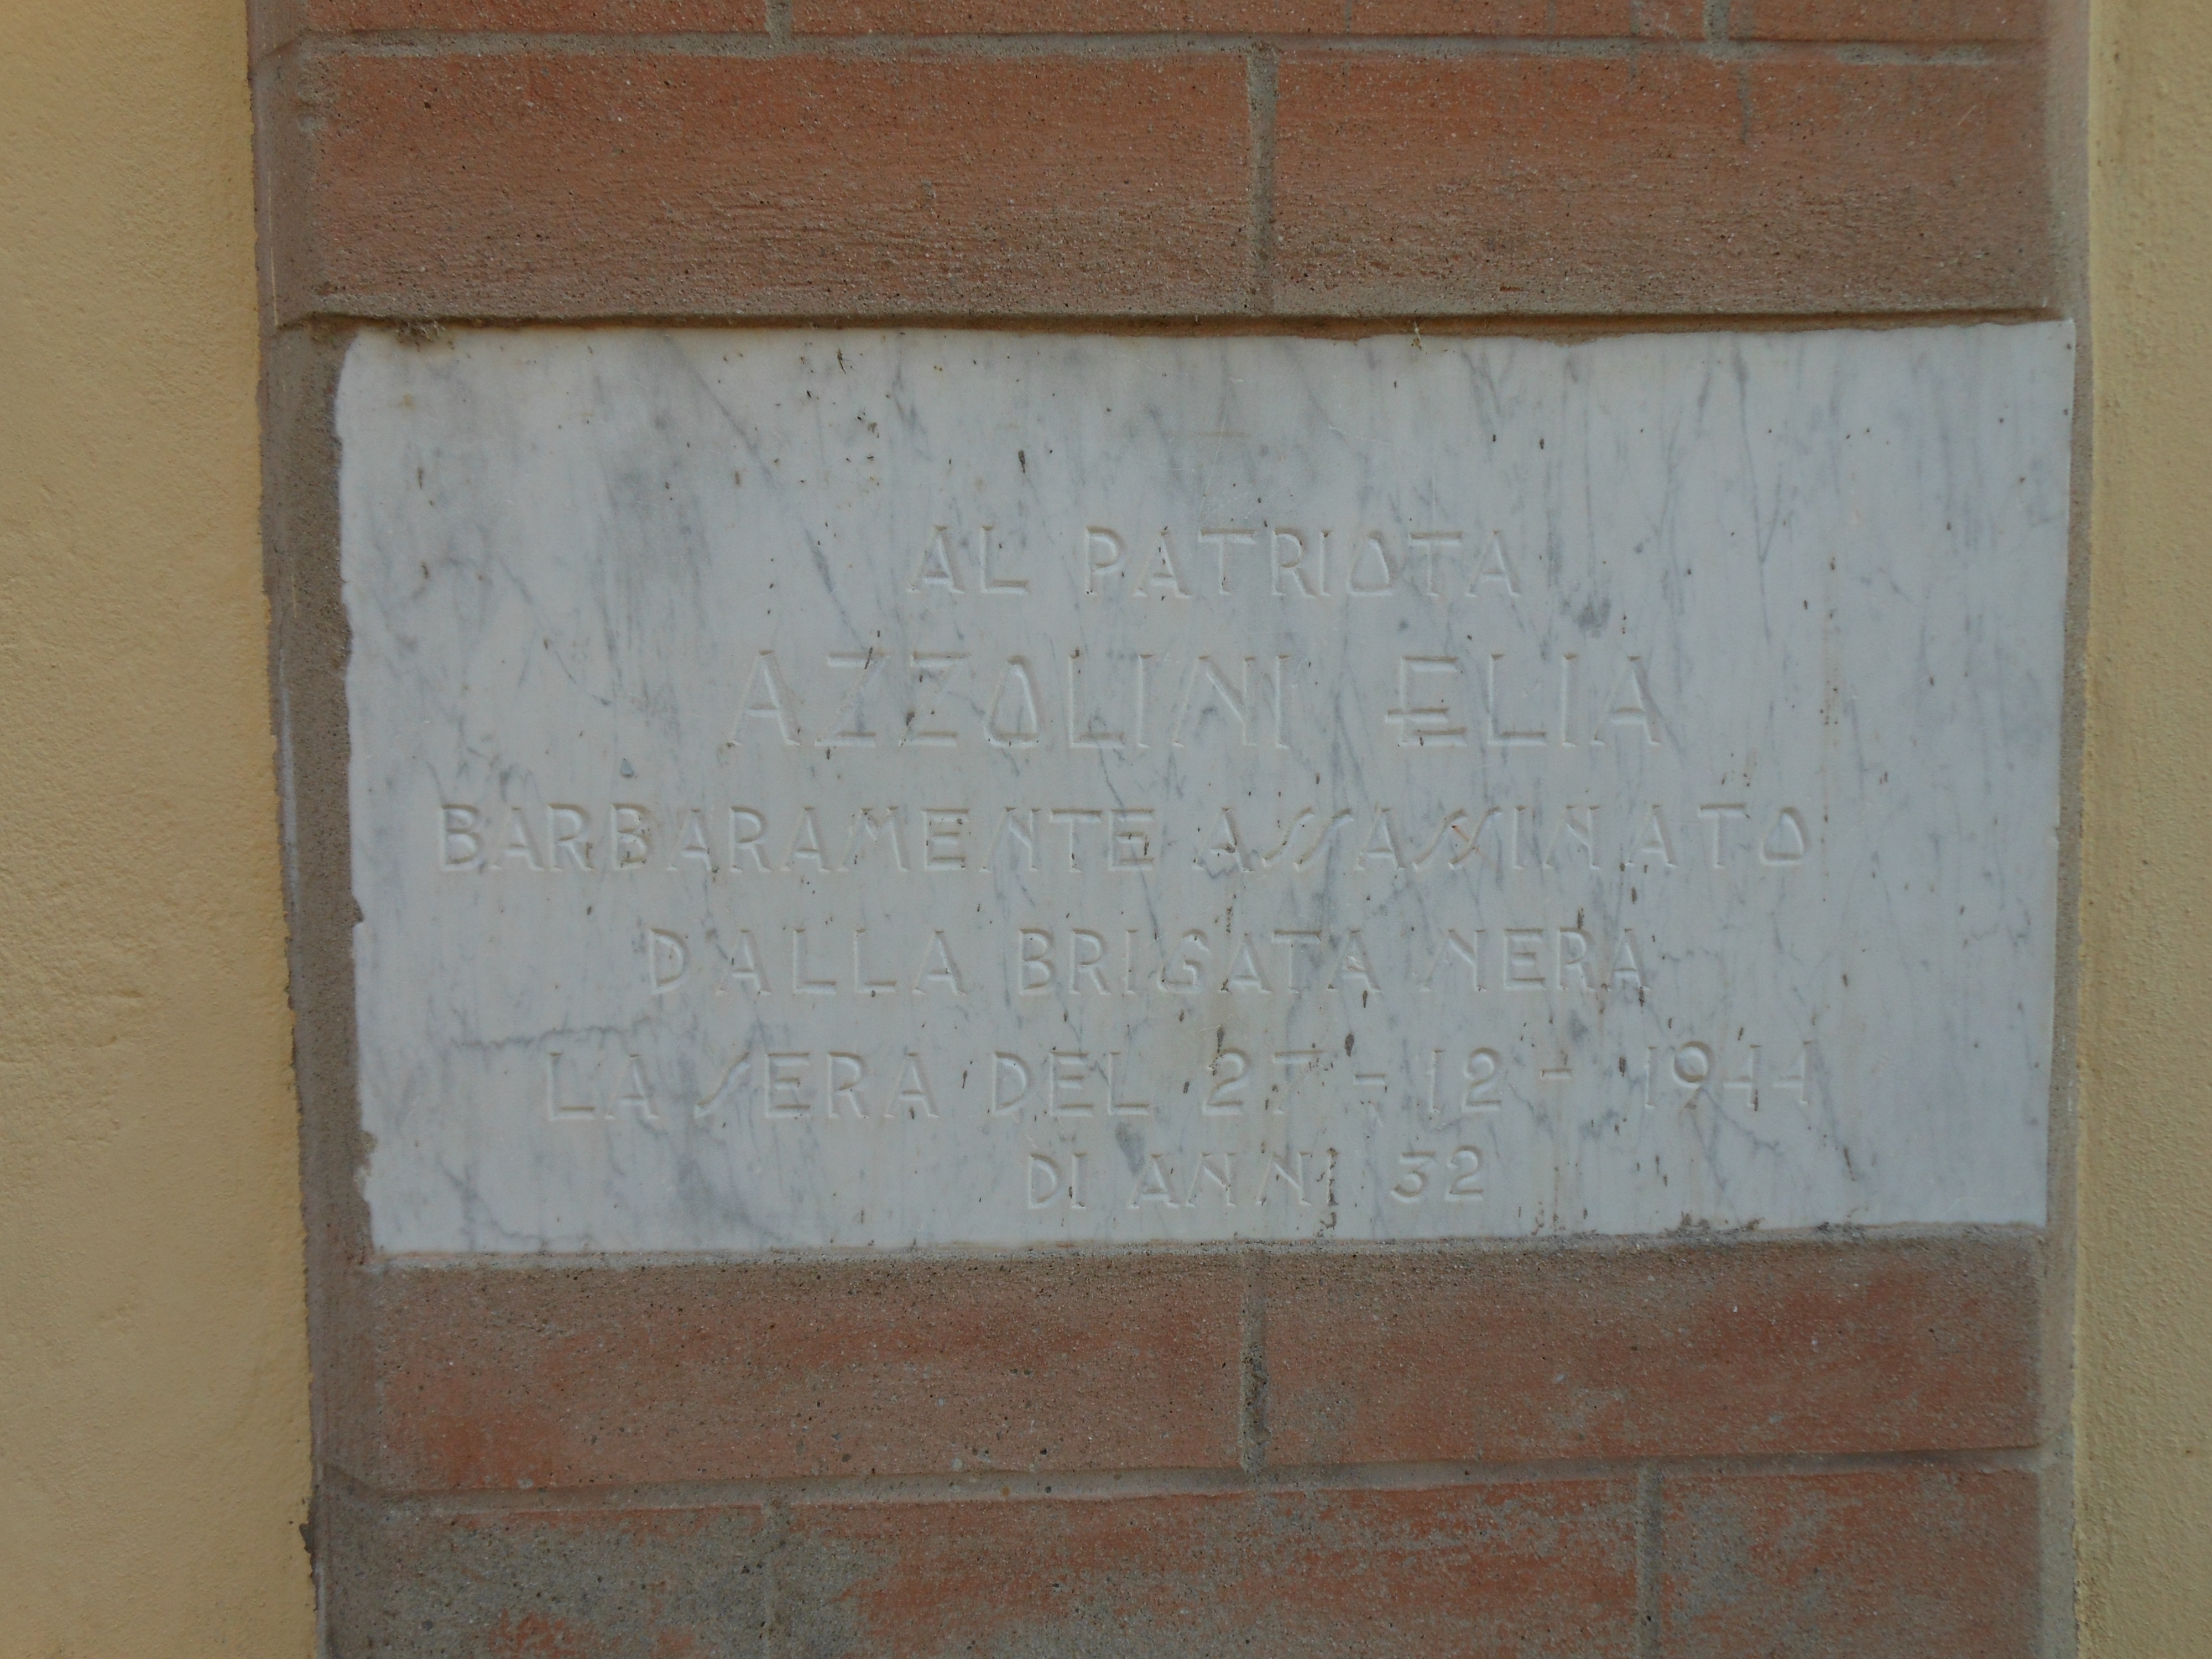 AL PATRIOTA
AZZOLINI ELIA
BARBARAMENTE ASSASSINATO
DALLA BRIGATA NERA
LA SERA DEL 27 - 12 - 1944
DI ANNI 32